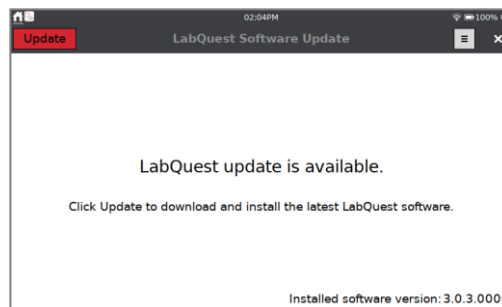 02:04PM
100%
Update
LabQuest Software Update
LabQuest update is available.
Click Update to download and install the latest LabQuest software.
Installed software version: 3.0.3.000